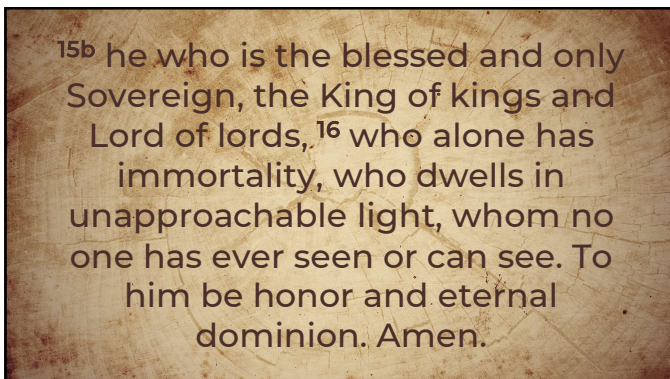 15b he who is the blessed and only
Sovereign, the King of kings and
Lord of lords, 16 who alone has
immortality, who dwells in
unapproachable light, whom no
one has ever seen or can see. To
him be honor and eternal
dominion. Amen.